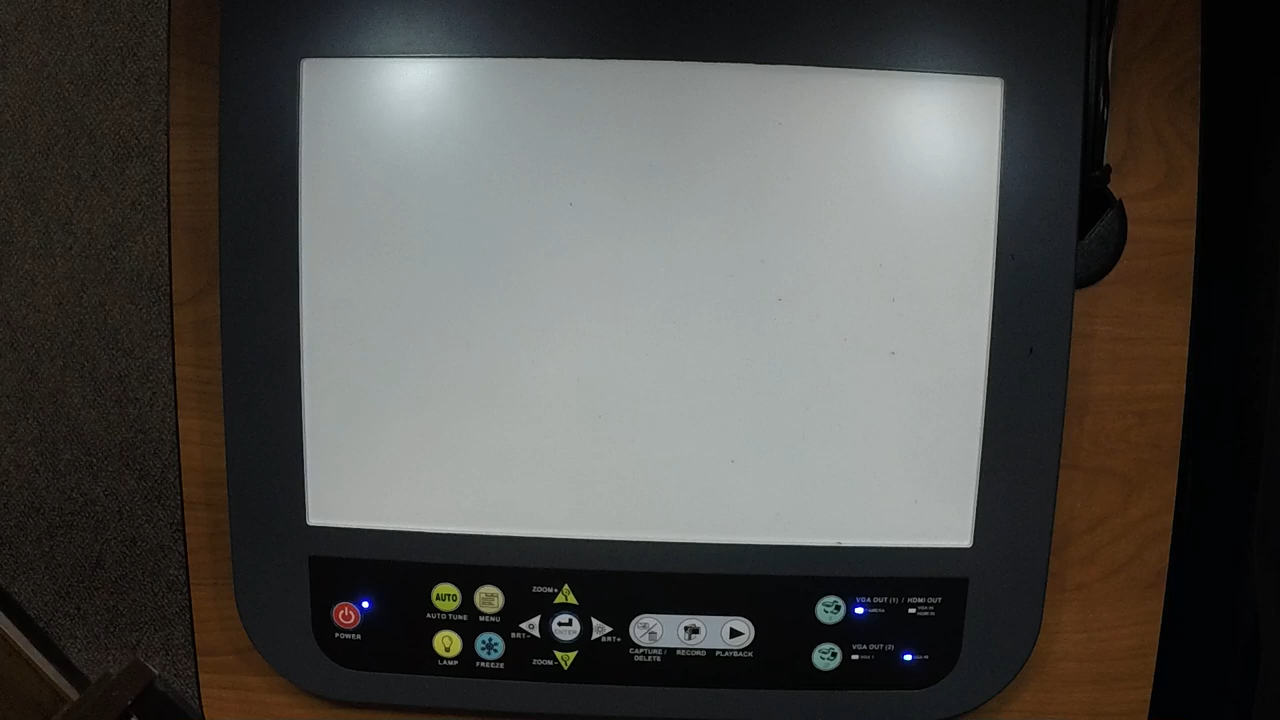 ZOOM+
VGA OUT (1) / HDMI OUT
AUTO
AUTO TUNE
MENU
ENTER
POWER
BRT-
BRT+
CAPTURE /
DELETE
RECORD
PLAYBACK
VGA OUT (2)
LAMP
FREEZE
ZOOM-